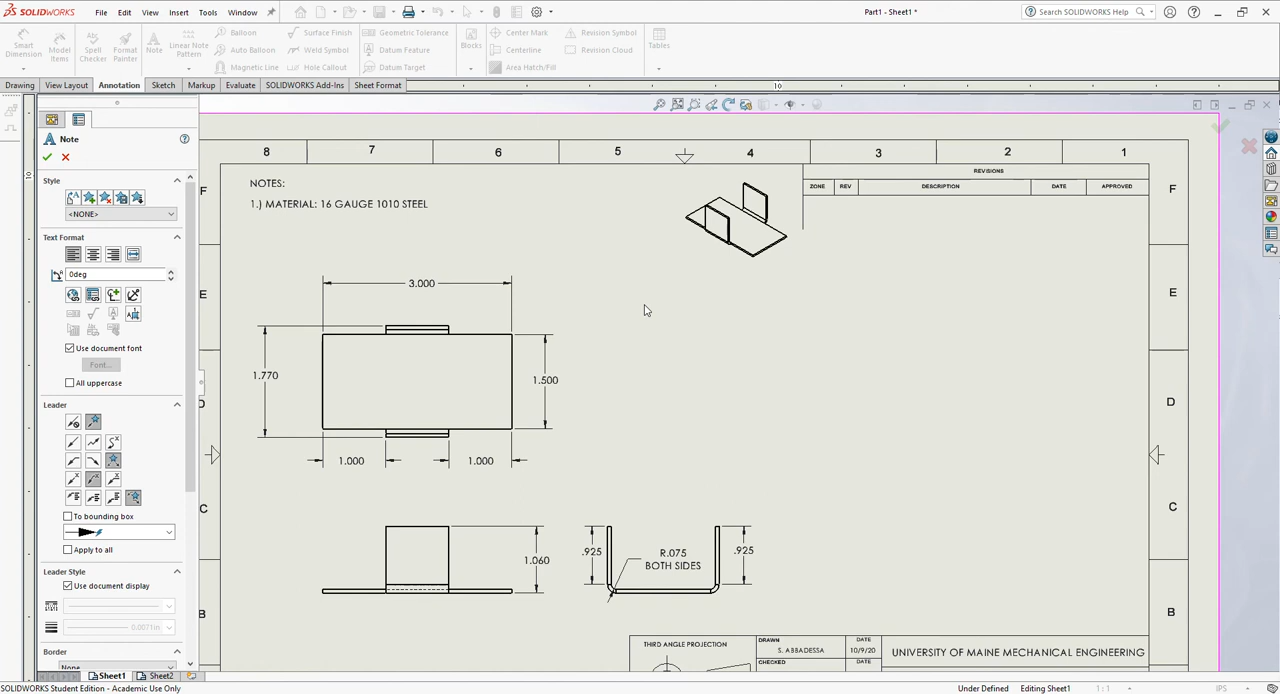 SOLIDWORKS File Edit View Insert Tools Window Part1 - Sheet1 * Search SOLIDWORKS Help
Smart Dimension Model Items Spell Checker Format Painter Note Linear Note Pattern Balloon Auto Balloon Magnetic Line Surface Finish Weld Symbol Hole Callout Geometric Tolerance Datum Feature Datum Target Blocks Center Mark Centerline Area Hatch/Fill Revision Symbol Revision Cloud Tables
Drawing View Layout Annotation Sketch Markup Evaluate SOLIDWORKS Add-Ins Sheet Format
10
10
Note
Style
<NONE>
Text Format
0deg
Use document font
Font...
All uppercase
Leader
To bounding box
Apply to all
Leader Style
Use document display
0.0071in
Border
None
8 7 6 5 4 3 2 1
F
E
D
C
B
F
E
D
C
B
NOTES:
1.) MATERIAL: 16 GAUGE 1010 STEEL
REVISIONS
ZONE REV DESCRIPTION DATE APPROVED
3.000
1.770
1.500
1.000 1.000
1.060
.925
R.075
BOTH SIDES
.925
THIRD ANGLE PROJECTION
DRAWN
S. ABBADESSA
DATE
10/9/20
CHECKED
DATE
UNIVERSITY OF MAINE MECHANICAL ENGINEERING
Sheet1 Sheet2
SOLIDWORKS Student Edition - Academic Use Only Under Defined Editing Sheet1 1 : 1 IPS